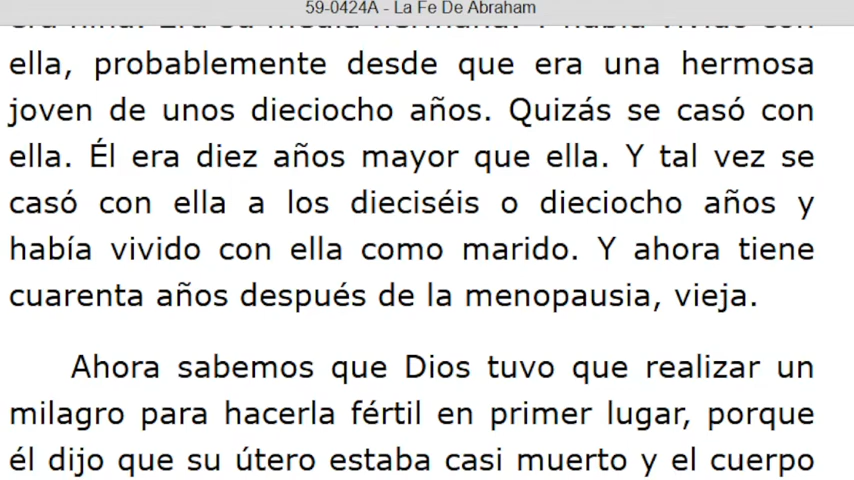 59-0424A - La Fe De Abraham
ella, probablemente desde que era una hermosa
joven de unos dieciocho años. Quizás se casó con
ella. Él era diez años mayor que ella. Y tal vez se
casó con ella a los dieciséis o dieciocho años y
había vivido con ella como marido. Y ahora tiene
cuarenta años después de la menopausia, vieja.
Ahora sabemos que Dios tuvo que realizar un
milagro para hacerla fértil en primer lugar, porque
él dijo que su útero estaba casi muerto y el cuerpo